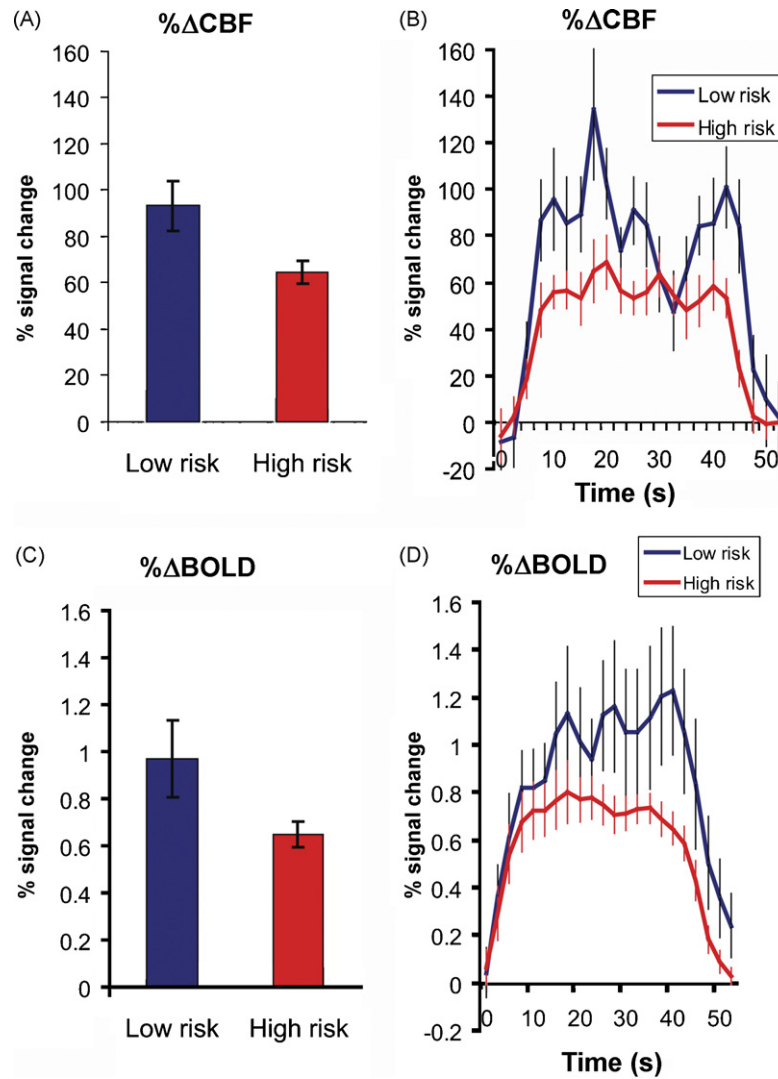 (A)
%ΔCBF
% signal change
160
140
120
100
80
60
40
20
0
Low risk
High risk
(B)
%ΔCBF
Low risk
High risk
160
140
120
100
80
60
40
20
0
-20
0
10
20
30
40
50
Time (s)
(C)
%ΔBOLD
% signal change
1.6
1.4
1.2
1
0.8
0.6
0.4
0.2
0
Low risk
High risk
(D)
%ΔBOLD
Low risk
High risk
% signal change
1.6
1.4
1.2
1
0.8
0.6
0.4
0.2
0
-0.2
0
10
20
30
40
50
Time (s)